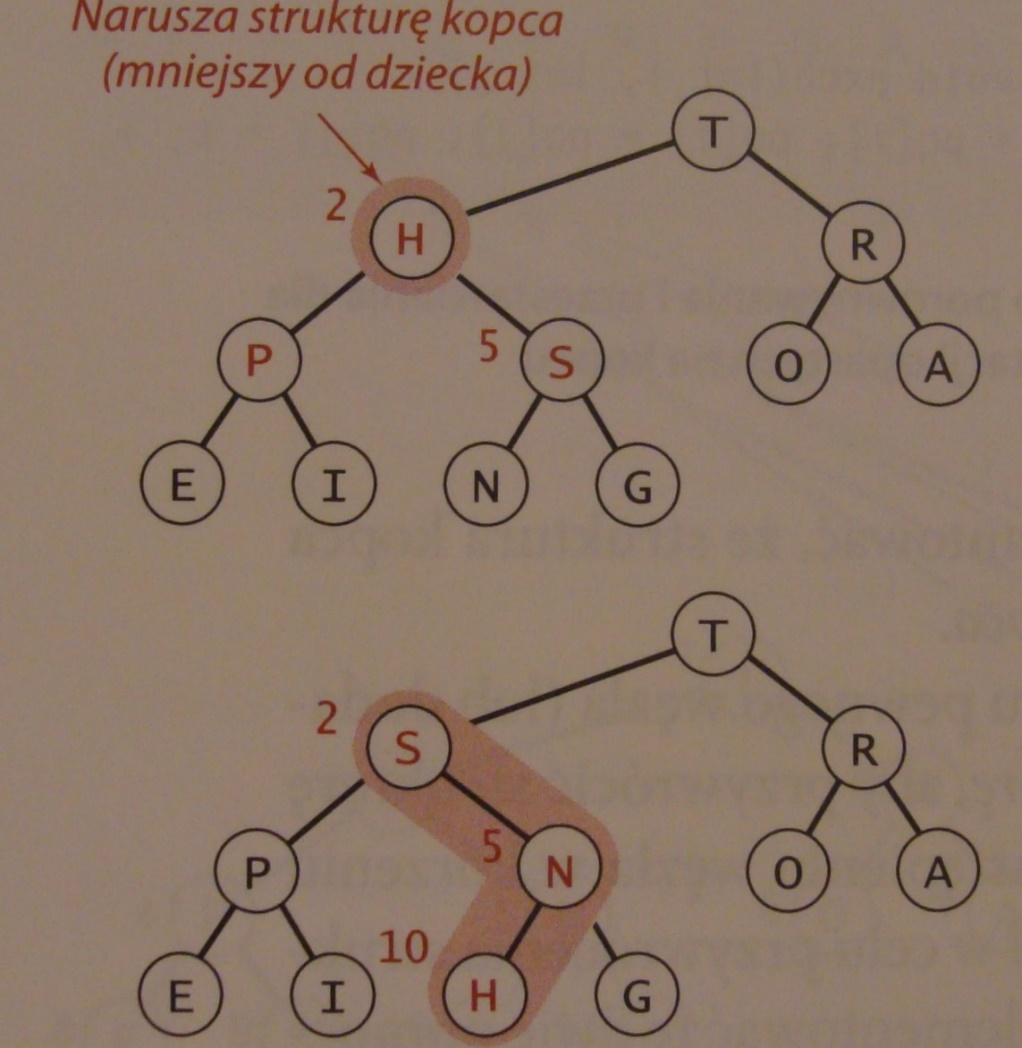 Narusza strukturę kopca
(mniejszy od dziecka)
T
2 H R
P 5 S O A
E I N G
T
2 S R
P 5 N O A
E I 10 H G